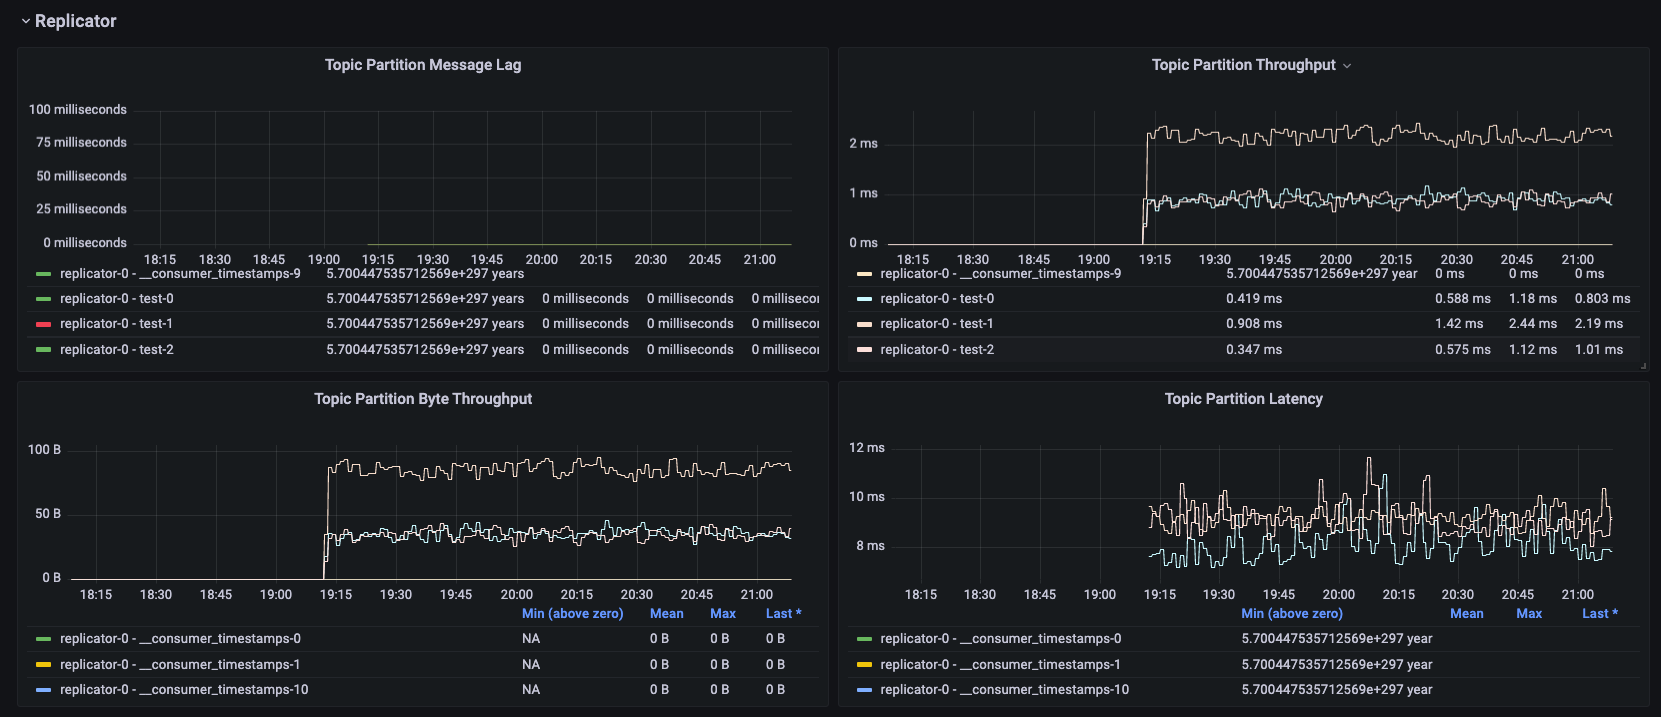 Replicator
Topic Partition Message Lag
100 milliseconds
75 milliseconds
50 milliseconds
25 milliseconds
0 milliseconds
18:15 18:30 18:45 19:00 19:15 19:30 19:45 20:00 20:15 20:30 20:45 21:00
replicator-0 - __consumer_timestamps-9 5.700447535712569e+297 years
replicator-0 - test-0 5.700447535712569e+297 years 0 milliseconds 0 milliseconds 0 millisecor
replicator-0 - test-1 5.700447535712569e+297 years 0 milliseconds 0 milliseconds 0 millisecor
replicator-0 - test-2 5.700447535712569e+297 years 0 milliseconds 0 milliseconds 0 millisecor
Topic Partition Throughput
2 ms
1 ms
0 ms
18:15 18:30 18:45 19:00 19:15 19:30 19:45 20:00 20:15 20:30 20:45 21:00
replicator-0 - __consumer_timestamps-9 5.700447535712569e+297 year 0 ms 0 ms 0 ms
replicator-0 - test-0 0.419 ms 0.588 ms 1.18 ms 0.803 ms
replicator-0 - test-1 0.908 ms 1.42 ms 2.44 ms 2.19 ms
replicator-0 - test-2 0.347 ms 0.575 ms 1.12 ms 1.01 ms
Topic Partition Byte Throughput
100 B
50 B
0 B
18:15 18:30 18:45 19:00 19:15 19:30 19:45 20:00 20:15 20:30 20:45 21:00
Min (above zero) Mean Max Last *
replicator-0 - __consumer_timestamps-0 NA 0 B 0 B 0 B
replicator-0 - __consumer_timestamps-1 NA 0 B 0 B 0 B
replicator-0 - __consumer_timestamps-10 NA 0 B 0 B 0 B
Topic Partition Latency
12 ms
10 ms
8 ms
18:15 18:30 18:45 19:00 19:15 19:30 19:45 20:00 20:15 20:30 20:45 21:00
Min (above zero) Mean Max Last *
replicator-0 - __consumer_timestamps-0 5.700447535712569e+297 year
replicator-0 - __consumer_timestamps-1 5.700447535712569e+297 year
replicator-0 - __consumer_timestamps-10 5.700447535712569e+297 year